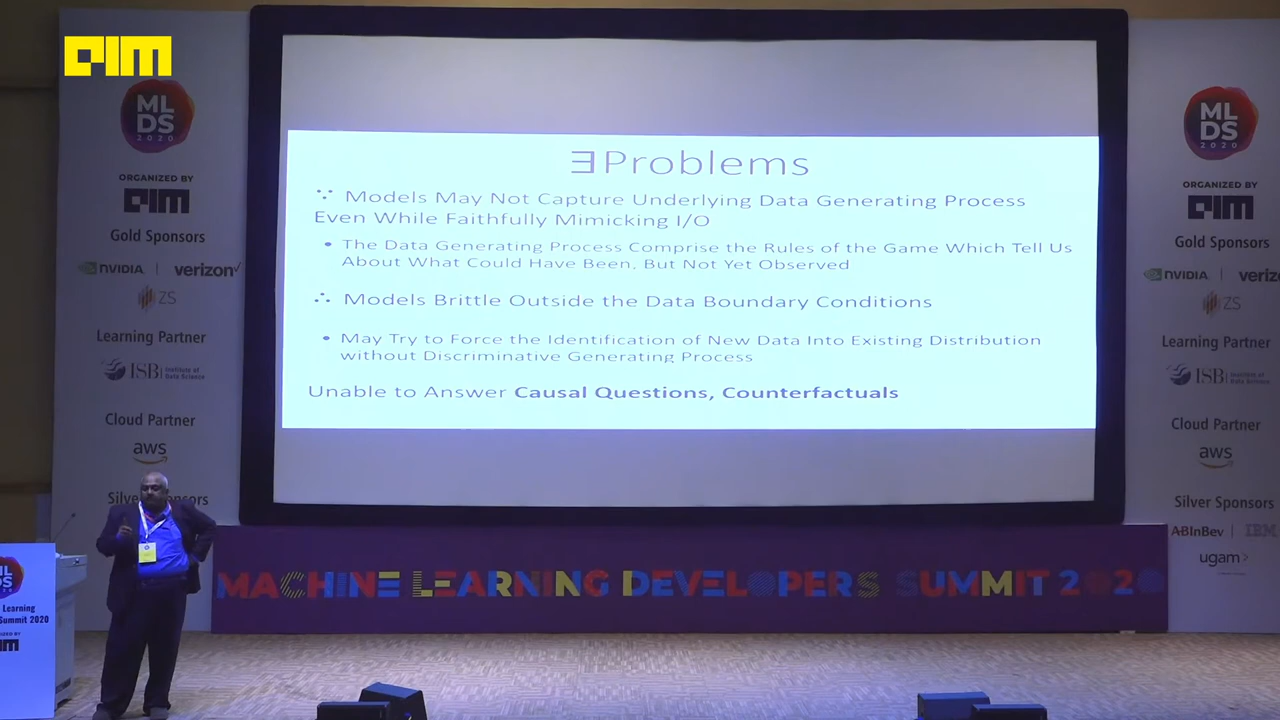 AIM
MLDS
2020
ORGANIZED BY
AIM
Gold Sponsors
NVIDIA | verizon✓
ZS
Learning Partner
ISB Institute of Data Science
Cloud Partner
aws
Silver Sponsors
∃Problems
∵ Models May Not Capture Underlying Data Generating Process
Even While Faithfully Mimicking I/O
• The Data Generating Process Comprise the Rules of the Game Which Tell Us
About What Could Have Been, But Not Yet Observed
∴ Models Brittle Outside the Data Boundary Conditions
• May Try to Force the Identification of New Data Into Existing Distribution
without Discriminative Generating Process
Unable to Answer Causal Questions, Counterfactuals
MLDS
2020
ORGANIZED BY
AIM
Gold Sponsors
NVIDIA | veriz
ZS
Learning Partner
ISB Institute of Data Science
Cloud Partner
aws
Silver Sponsors
ABInBev | IBM
ugam
MACHINE LEARNING DEVELOPERS SUMMIT 2020
Learning
Summit 2020